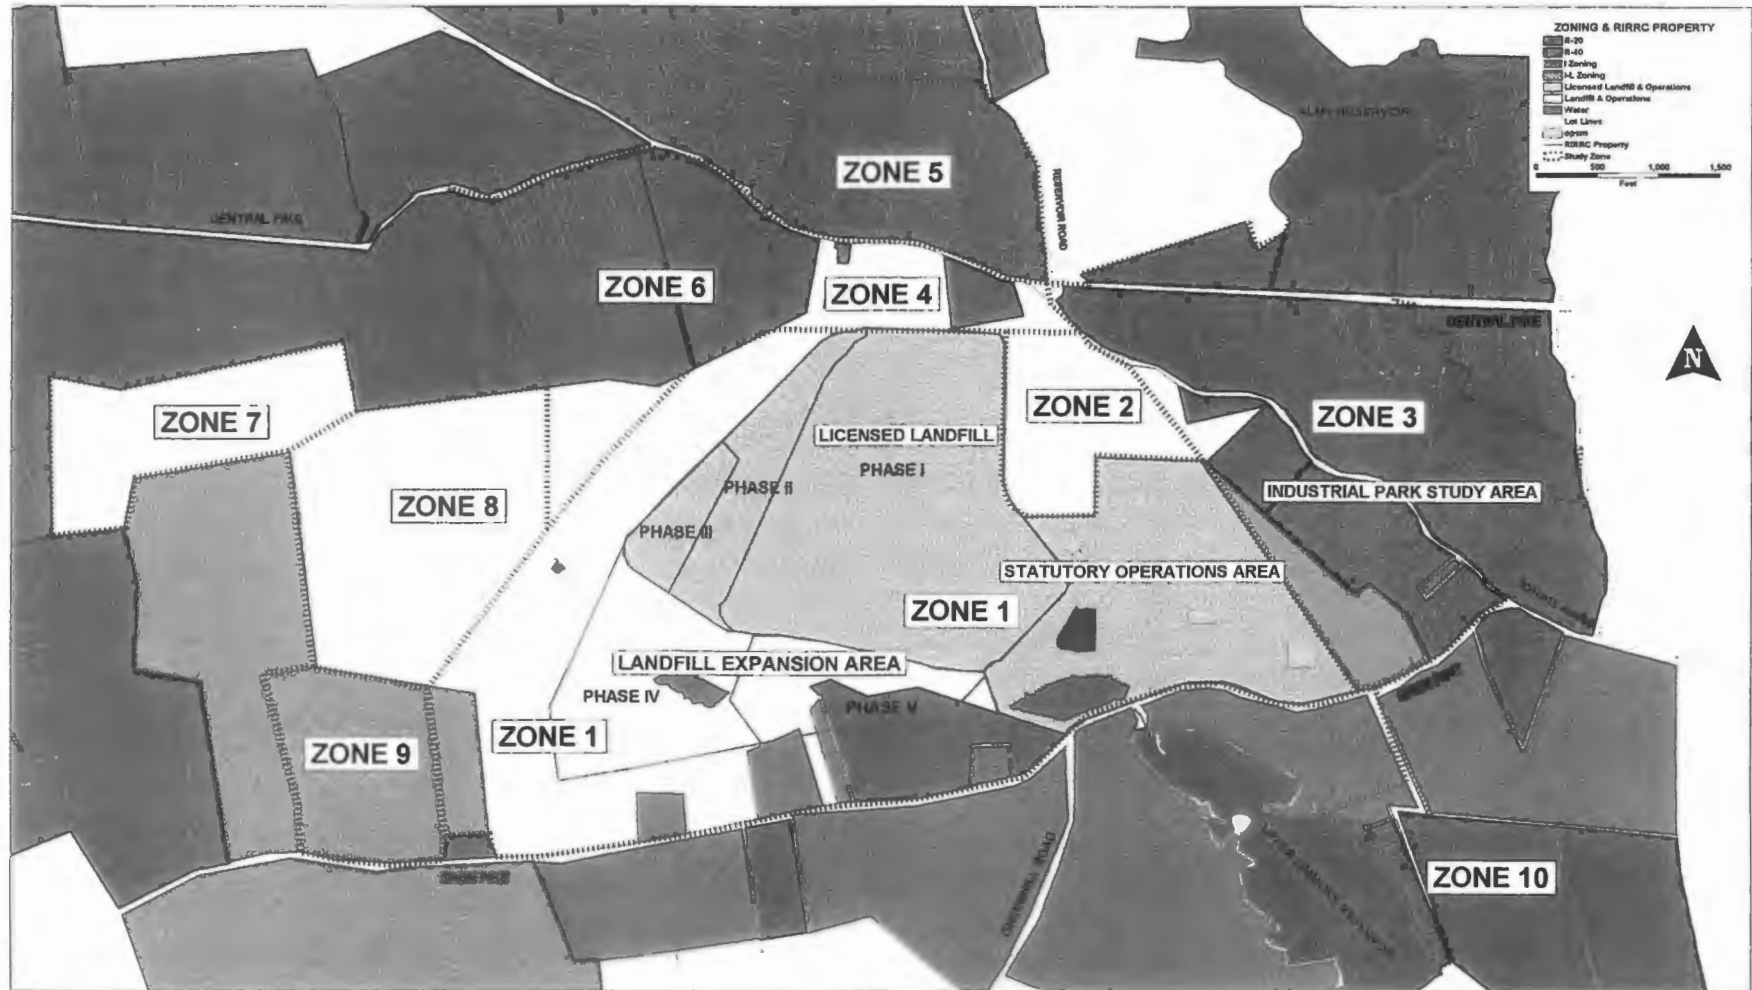 ZONING & RIRRC PROPERTY
R-20
R-40
I Zoning
I-L Zoning
Licensed Landfill & Operations
Landfill & Operations
Water
Lot Lines
RIRRC Property
Study Zone
0 500 1,000 1,500
Feet
ZONE 5
RESERVOIR ROAD
CENTRAL PIKE
ZONE 6
ZONE 4
CENTRAL PIKE
N
ZONE 7
ZONE 2
ZONE 3
LICENSED LANDFILL
PHASE I
PHASE II
ZONE 8
INDUSTRIAL PARK STUDY AREA
PHASE III
STATUTORY OPERATIONS AREA
ZONE 1
LANDFILL EXPANSION AREA
PHASE IV
PHASE V
ZONE 1
ZONE 9
ZONE 10